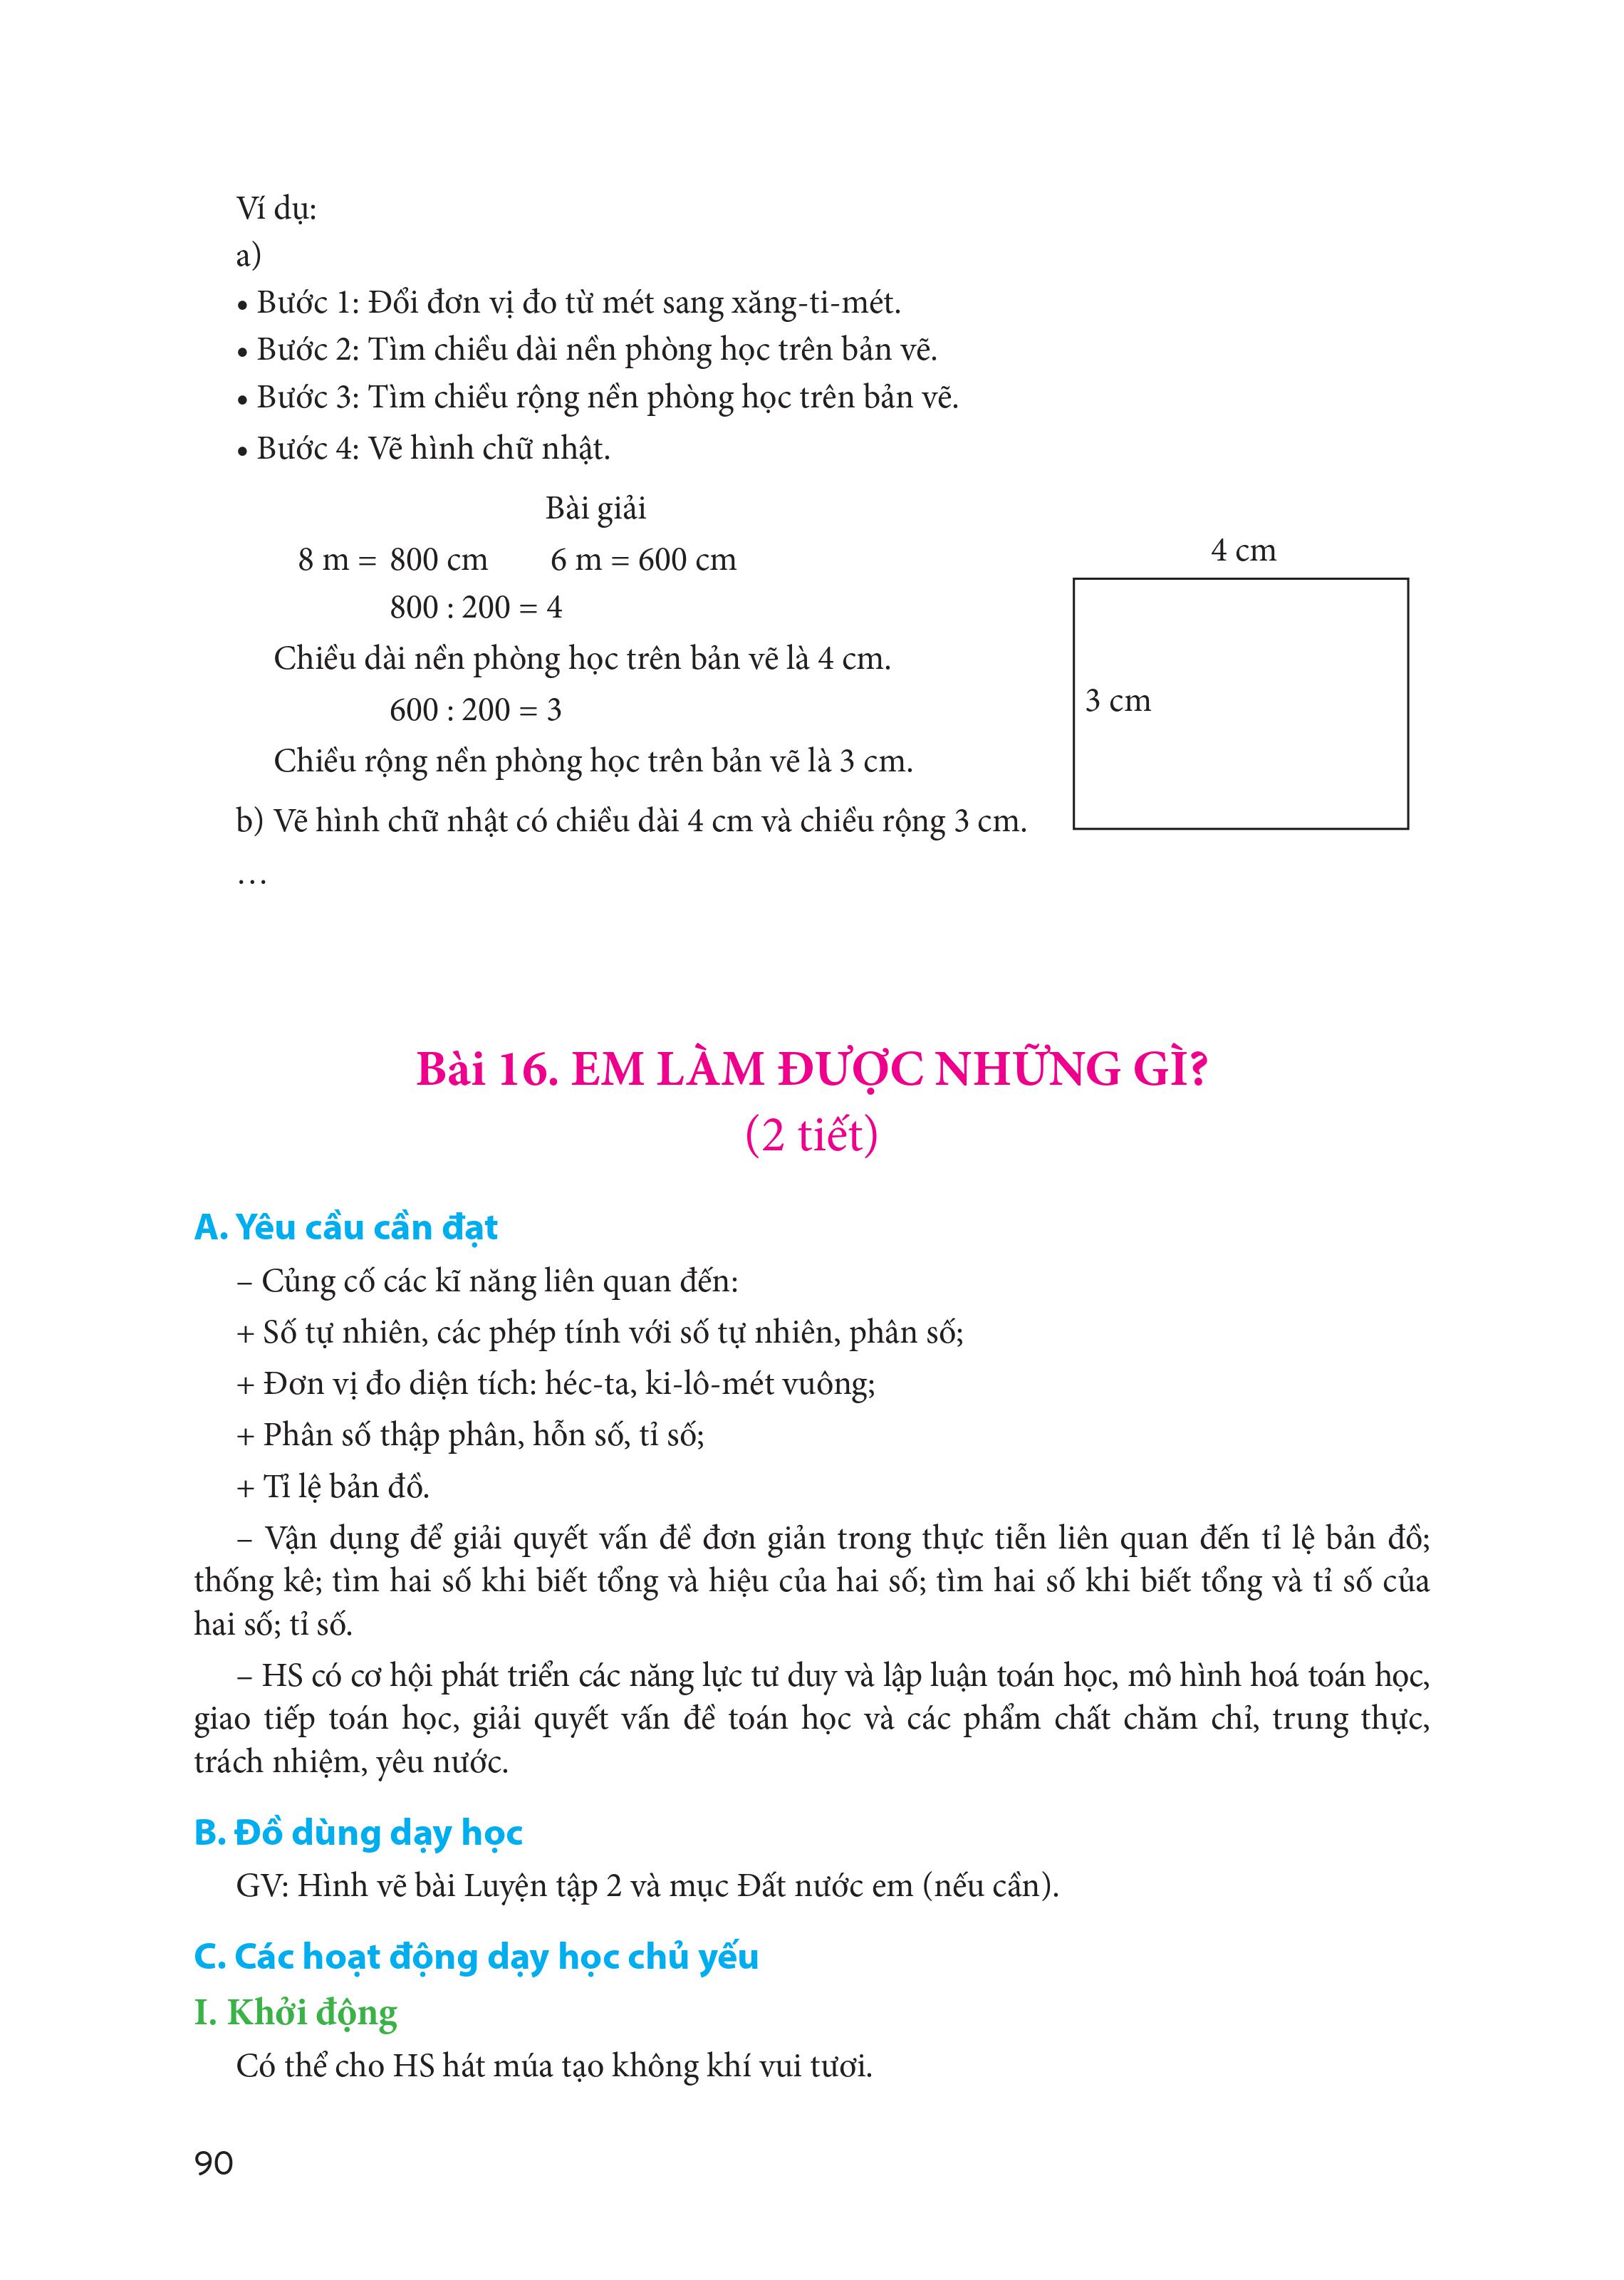 Ví dụ:
a)
• Bước 1: Đổi đơn vị đo từ mét sang xăng-ti-mét.
• Bước 2: Tìm chiều dài nền phòng học trên bản vẽ.
• Bước 3: Tìm chiều rộng nền phòng học trên bản vẽ.
• Bước 4: Vẽ hình chữ nhật.
Bài giải
8 m = 800 cm 6 m = 600 cm
800 : 200 = 4
Chiều dài nền phòng học trên bản vẽ là 4 cm.
600 : 200 = 3
Chiều rộng nền phòng học trên bản vẽ là 3 cm.
4 cm
3 cm
b) Vẽ hình chữ nhật có chiều dài 4 cm và chiều rộng 3 cm.
…
Bài 16. EM LÀM ĐƯỢC NHỮNG GÌ?
(2 tiết)
A. Yêu cầu cần đạt
– Củng cố các kĩ năng liên quan đến:
+ Số tự nhiên, các phép tính với số tự nhiên, phân số;
+ Đơn vị đo diện tích: héc-ta, ki-lô-mét vuông;
+ Phân số thập phân, hỗn số, tỉ số;
+ Tỉ lệ bản đồ.
– Vận dụng để giải quyết vấn đề đơn giản trong thực tiễn liên quan đến tỉ lệ bản đồ;
thống kê; tìm hai số khi biết tổng và hiệu của hai số; tìm hai số khi biết tổng và tỉ số của
hai số; tỉ số.
– HS có cơ hội phát triển các năng lực tư duy và lập luận toán học, mô hình hoá toán học,
giao tiếp toán học, giải quyết vấn đề toán học và các phẩm chất chăm chỉ, trung thực,
trách nhiệm, yêu nước.
B. Đồ dùng dạy học
GV: Hình vẽ bài Luyện tập 2 và mục Đất nước em (nếu cần).
C. Các hoạt động dạy học chủ yếu
I. Khởi động
Có thể cho HS hát múa tạo không khí vui tươi.
90